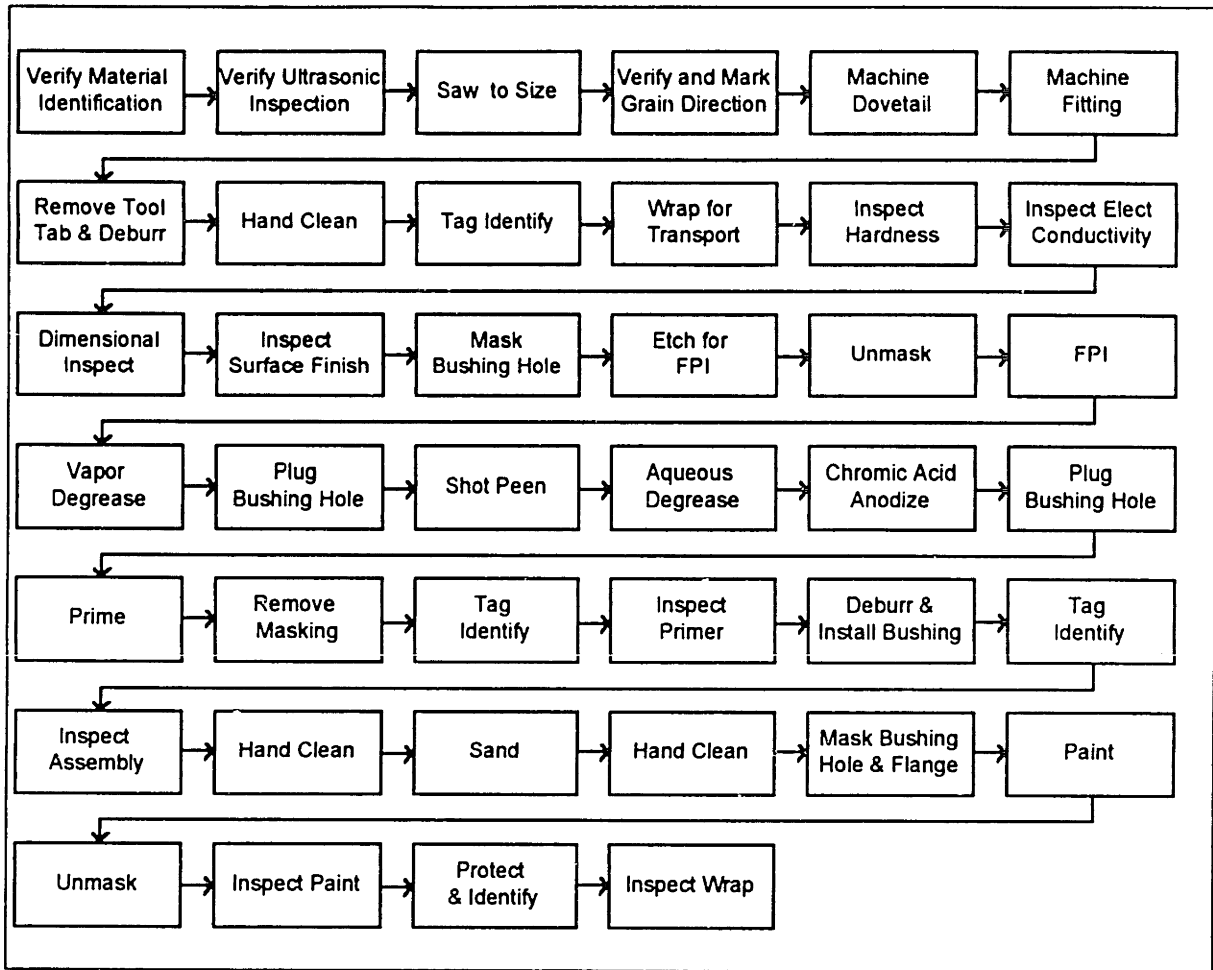 Verify Material
Identification
Verify Ultrasonic
Inspection
Saw to Size
Verify and Mark
Grain Direction
Machine
Dovetail
Machine
Fitting
Remove Tool
Tab & Deburr
Hand Clean
Tag Identify
Wrap for
Transport
Inspect
Hardness
Inspect Elect
Conductivity
Dimensional
Inspect
Inspect
Surface Finish
Mask
Bushing Hole
Etch for
FPI
Unmask
FPI
Vapor
Degrease
Plug
Bushing Hole
Shot Peen
Aqueous
Degrease
Chromic Acid
Anodize
Plug
Bushing Hole
Prime
Remove
Masking
Tag
Identify
Inspect
Primer
Deburr &
Install Bushing
Tag
Identify
Inspect
Assembly
Hand Clean
Sand
Hand Clean
Mask Bushing
Hole & Flange
Paint
Unmask
Inspect Paint
Protect
& Identify
Inspect Wrap